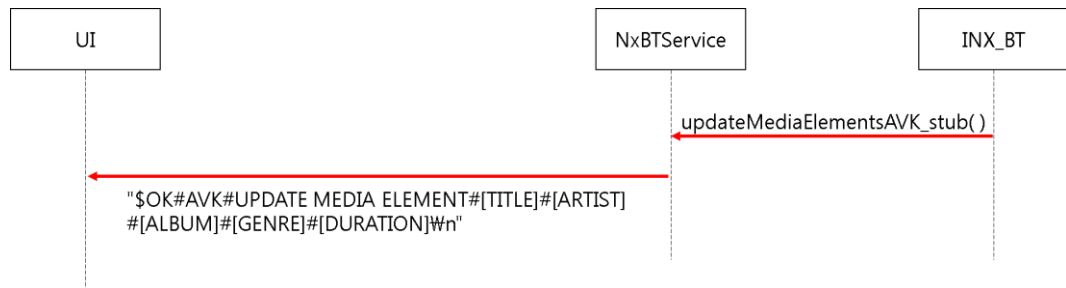 UI
NxBTService
INX_BT
updateMediaElementsAVK_stub( )
"$OK#AVK#UPDATE MEDIA ELEMENT#[TITLE]#[ARTIST]
#[ALBUM]#[GENRE]#[DURATION]₩n"